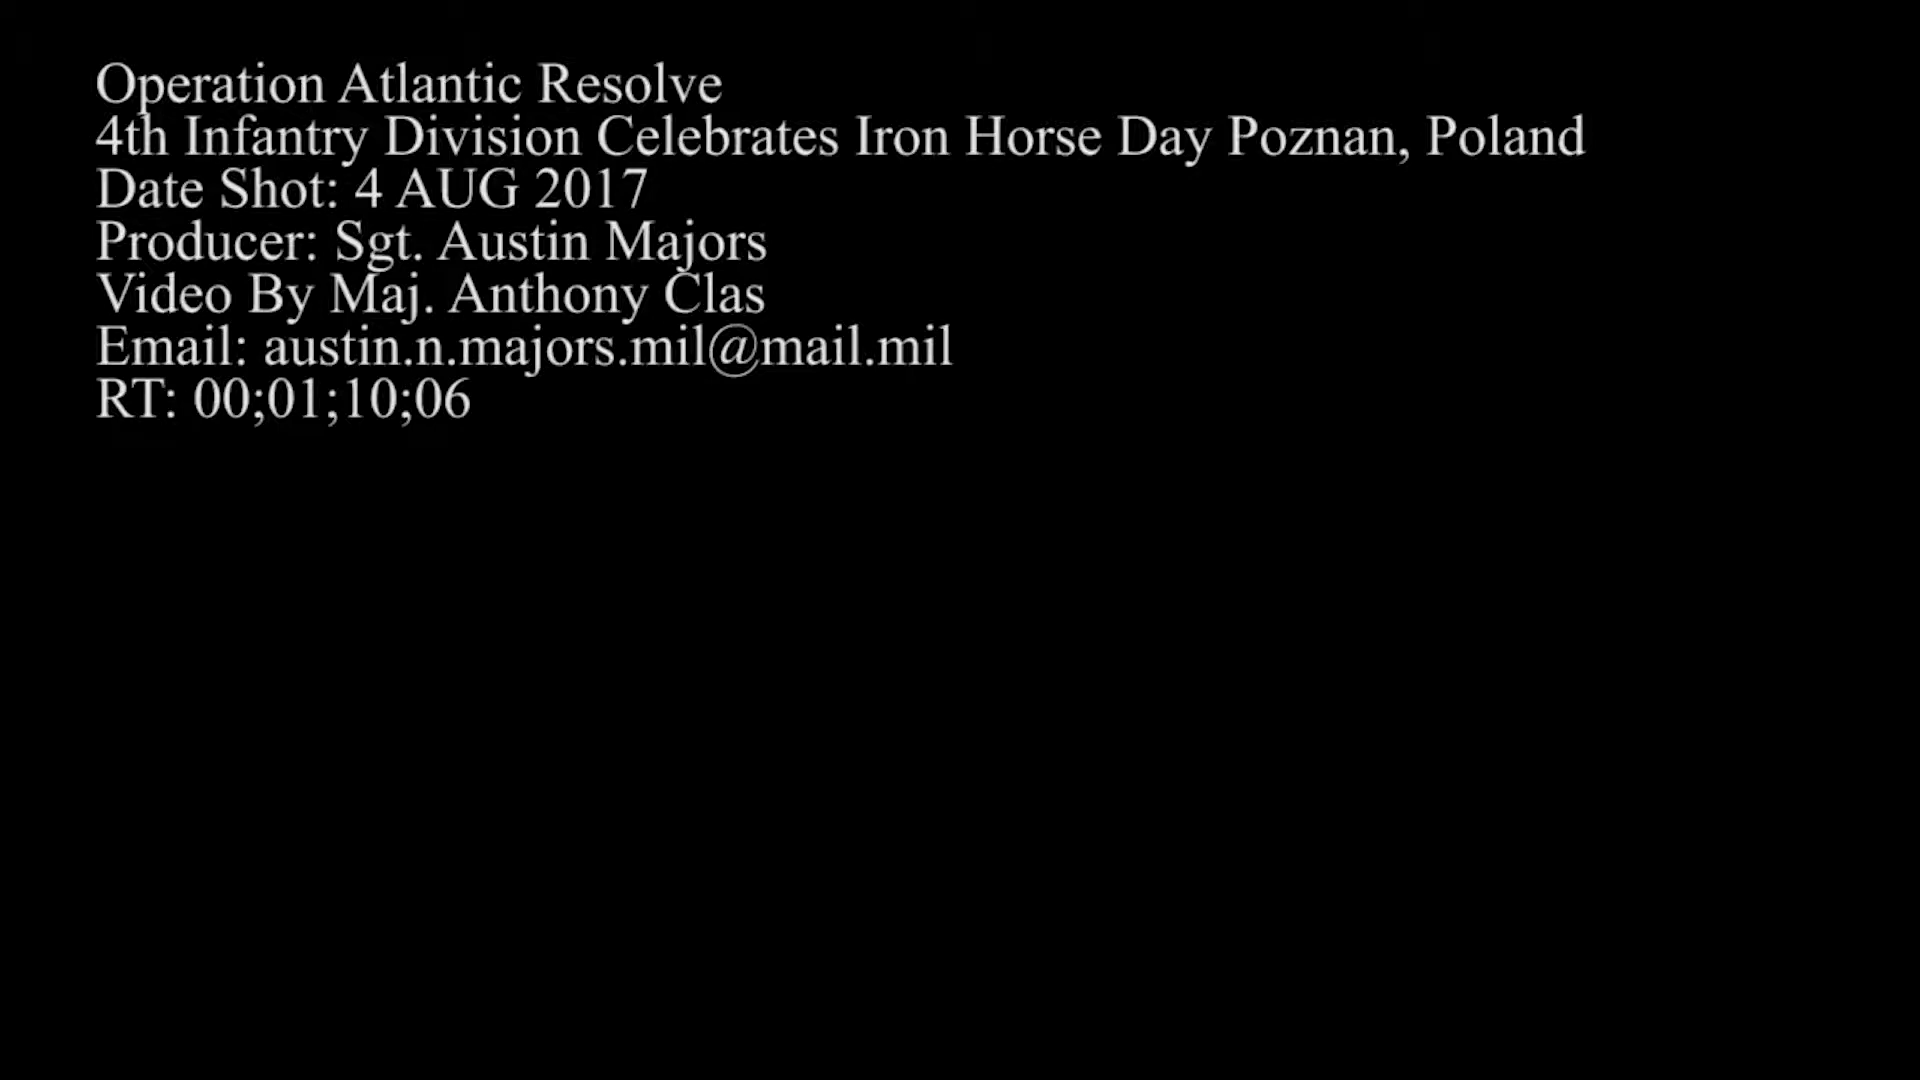 Operation Atlantic Resolve
4th Infantry Division Celebrates Iron Horse Day Poznan, Poland
Date Shot: 4 AUG 2017
Producer: Sgt. Austin Majors
Video By Maj. Anthony Clas
Email: austin.n.majors.mil@mail.mil
RT: 00;01;10;06